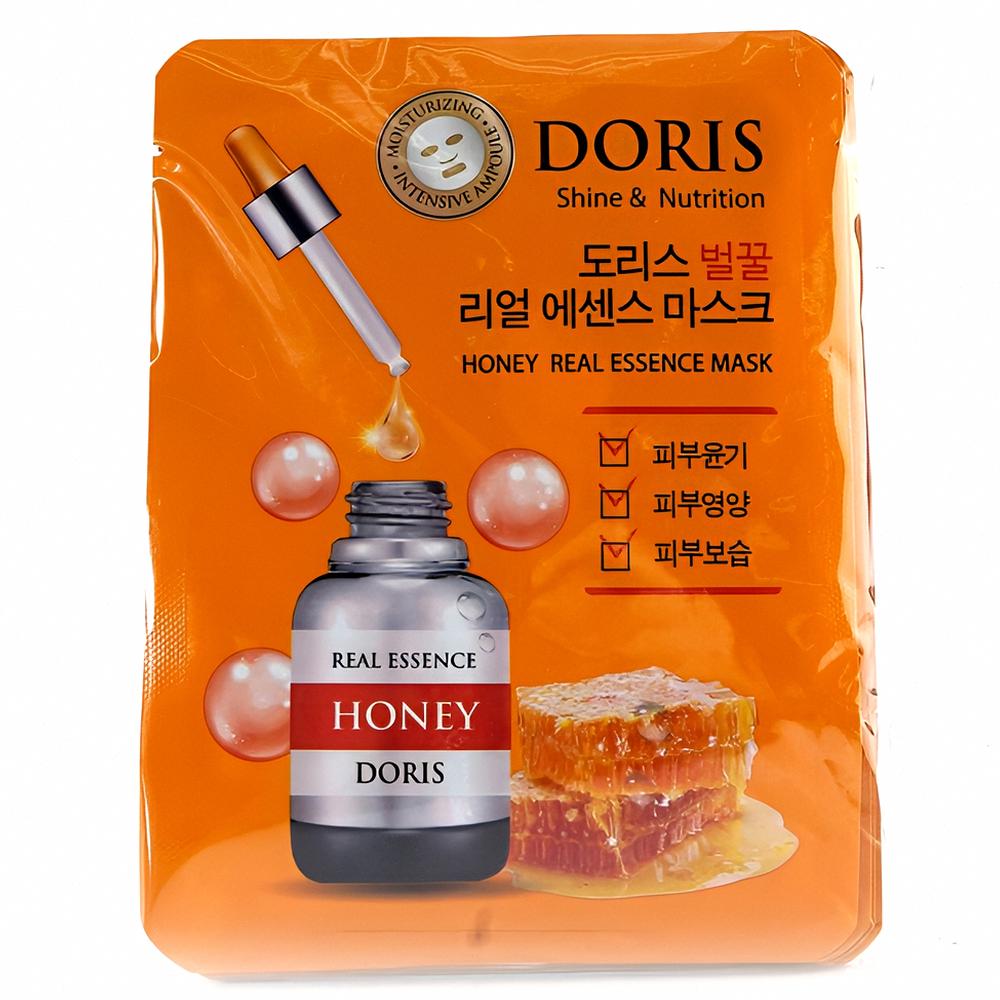 MOISTURIZING
INTENSIVE AMPOULE
DORIS
Shine & Nutrition
도리스 벌꿀
리얼 에센스 마스크
HONEY REAL ESSENCE MASK
피부윤기
피부영양
피부보습
REAL ESSENCE
HONEY
DORIS